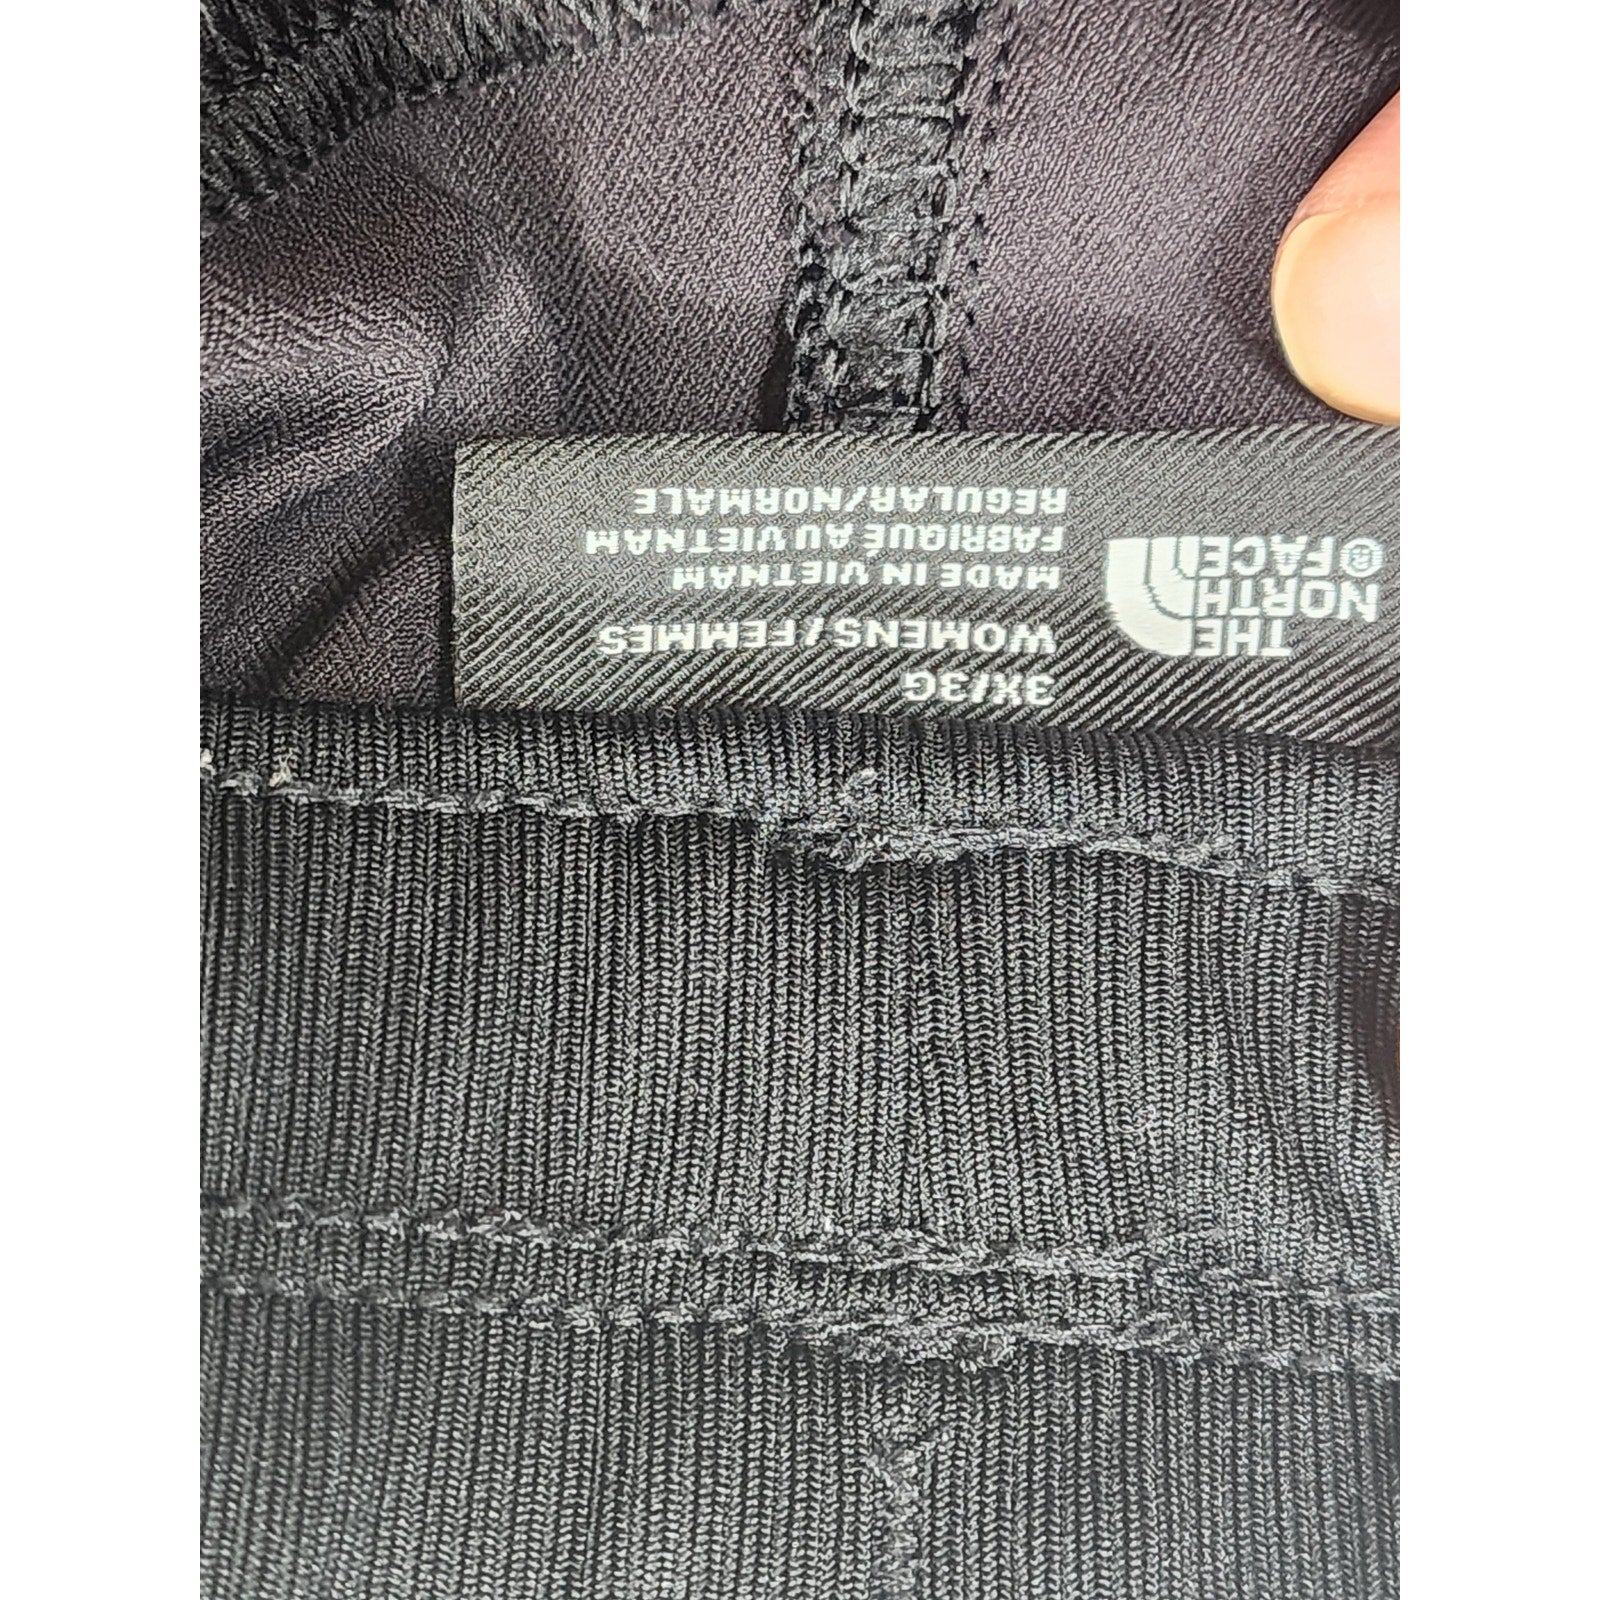 THE
NORTH
FACE®
3X/3G
WOMENS/FEMMES
MADE IN VIETNAM
FABRIQUÉ AU VIETNAM
REGULAR/NORMALE